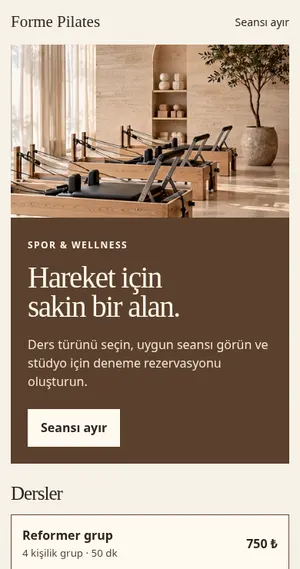 Forme Pilates
Seansı ayır
SPOR & WELLNESS
Hareket için
sakin bir alan.
Ders türünü seçin, uygun seansı görün ve
stüdyo için deneme rezervasyonu
oluşturun.
Seansı ayır
Dersler
Reformer grup
4 kişilik grup · 50 dk
750 ₺